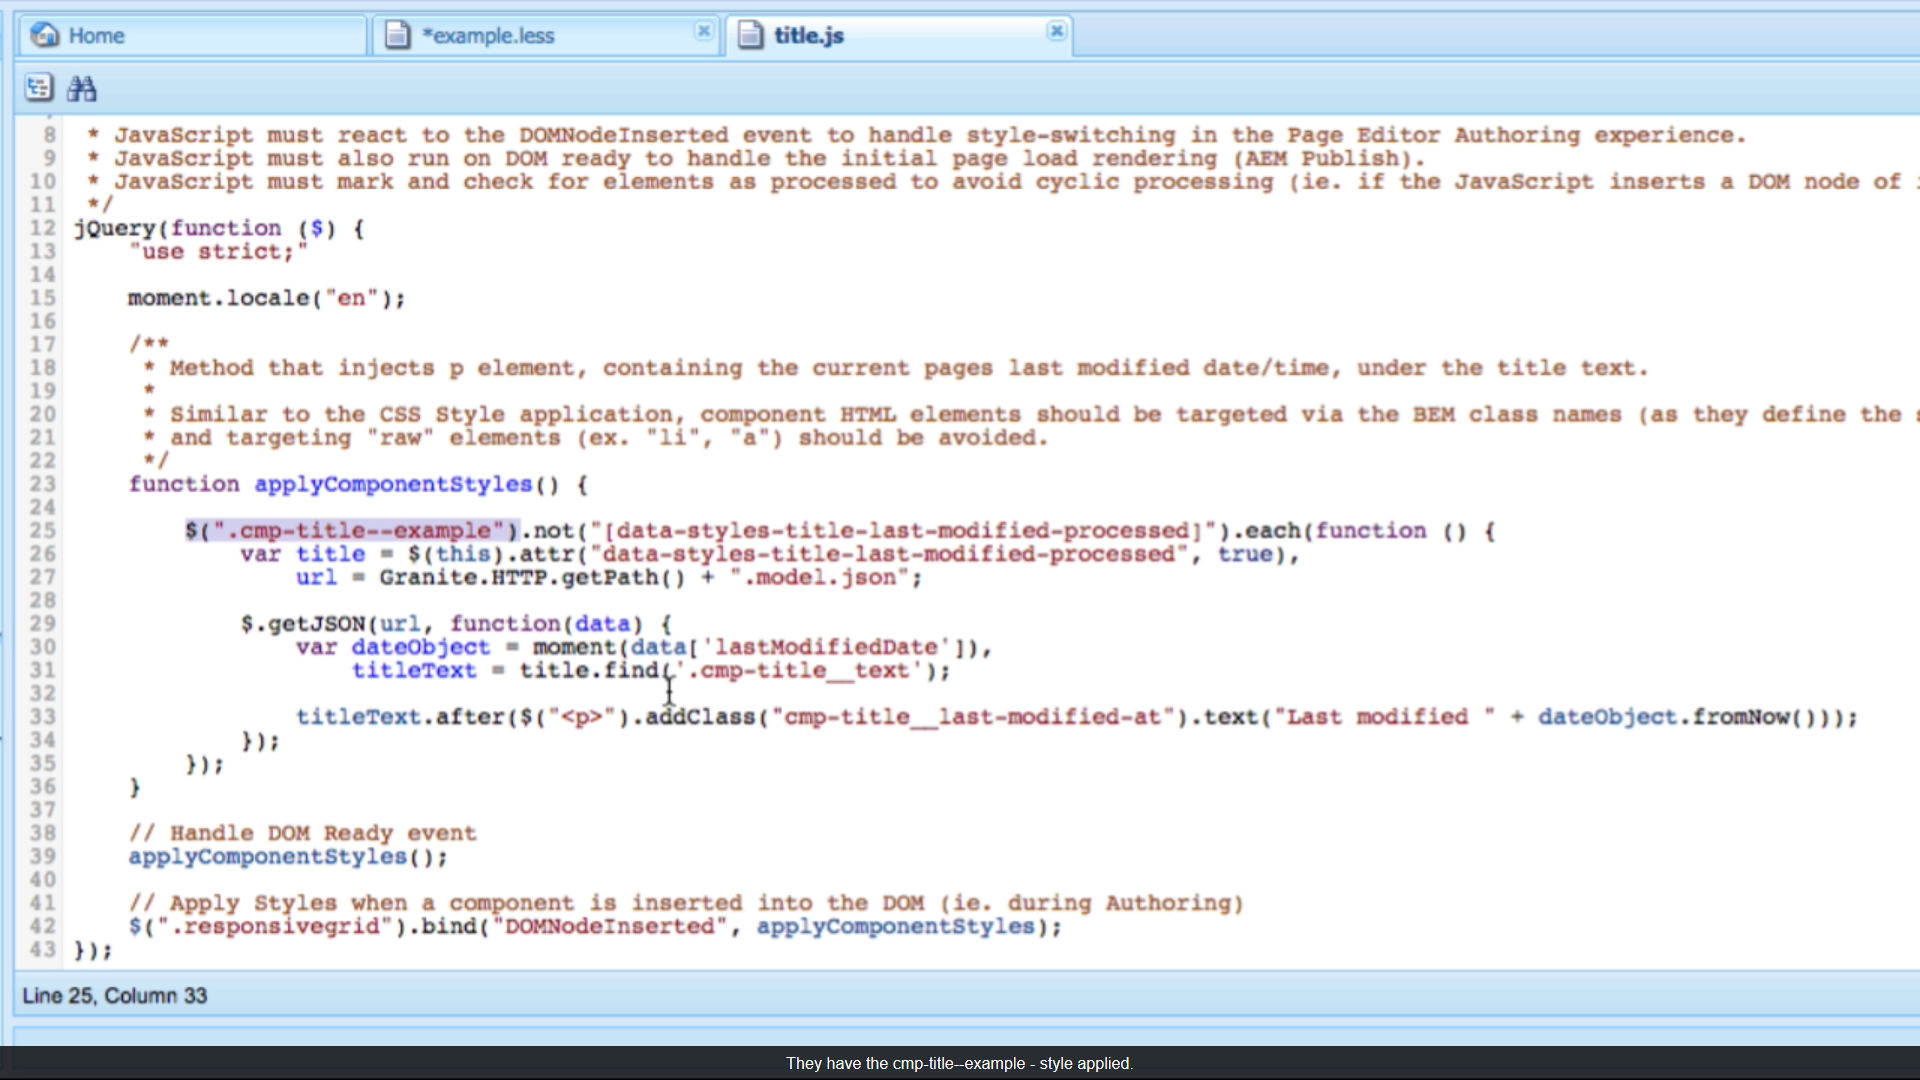 Home
*example.less
title.js
8 * JavaScript must react to the DOMNodeInserted event to handle style-switching in the Page Editor Authoring experience.
9 * JavaScript must also run on DOM ready to handle the initial page load rendering (AEM Publish).
10 * JavaScript must mark and check for elements as processed to avoid cyclic processing (ie. if the JavaScript inserts a DOM node of
11 */
12 jQuery(function ($) {
13 "use strict;"
14
15 moment.locale("en");
16
17 /**
18 * Method that injects p element, containing the current pages last modified date/time, under the title text.
19 *
20 * Similar to the CSS Style application, component HTML elements should be targeted via the BEM class names (as they define the
21 * and targeting "raw" elements (ex. "li", "a") should be avoided.
22 */
23 function applyComponentStyles() {
24
25 $(".cmp-title--example").not("[data-styles-title-last-modified-processed]").each(function () {
26 var title = $(this).attr("data-styles-title-last-modified-processed", true),
27 url = Granite.HTTP.getPath() + ".model.json";
28
29 $.getJSON(url, function(data) {
30 var dateObject = moment(data['lastModifiedDate']),
31 titleText = title.find('.cmp-title__text');
32
33 titleText.after($("<p>").addClass("cmp-title__last-modified-at").text("Last modified " + dateObject.fromNow()));
34 });
35 });
36 }
37
38 // Handle DOM Ready event
39 applyComponentStyles();
40
41 // Apply Styles when a component is inserted into the DOM (ie. during Authoring)
42 $(".responsivegrid").bind("DOMNodeInserted", applyComponentStyles);
43 });
Line 25, Column 33
They have the cmp-title--example - style applied.